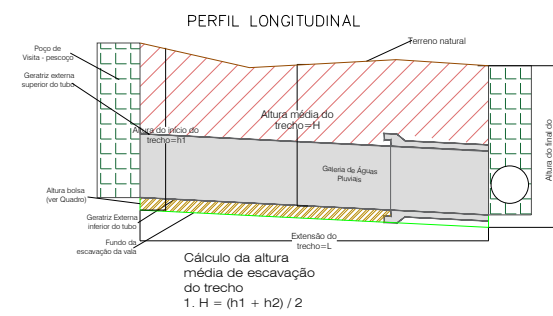 PERFIL LONGITUDINAL
Poço de
Visita - pescoço
Terreno natural
Geratriz externa
superior do tubo
Altura média do
trecho=H
Altura do início do
trecho=h1
Galeria de Águas
Pluviais
Altura do final do
Altura bolsa
(ver Quadro)
Geratriz Externa
inferior do tubo
Fundo da
escavação da vala
Extensão do
trecho=L
Cálculo da altura
média de escavação
do trecho
1. H = (h1 + h2) / 2